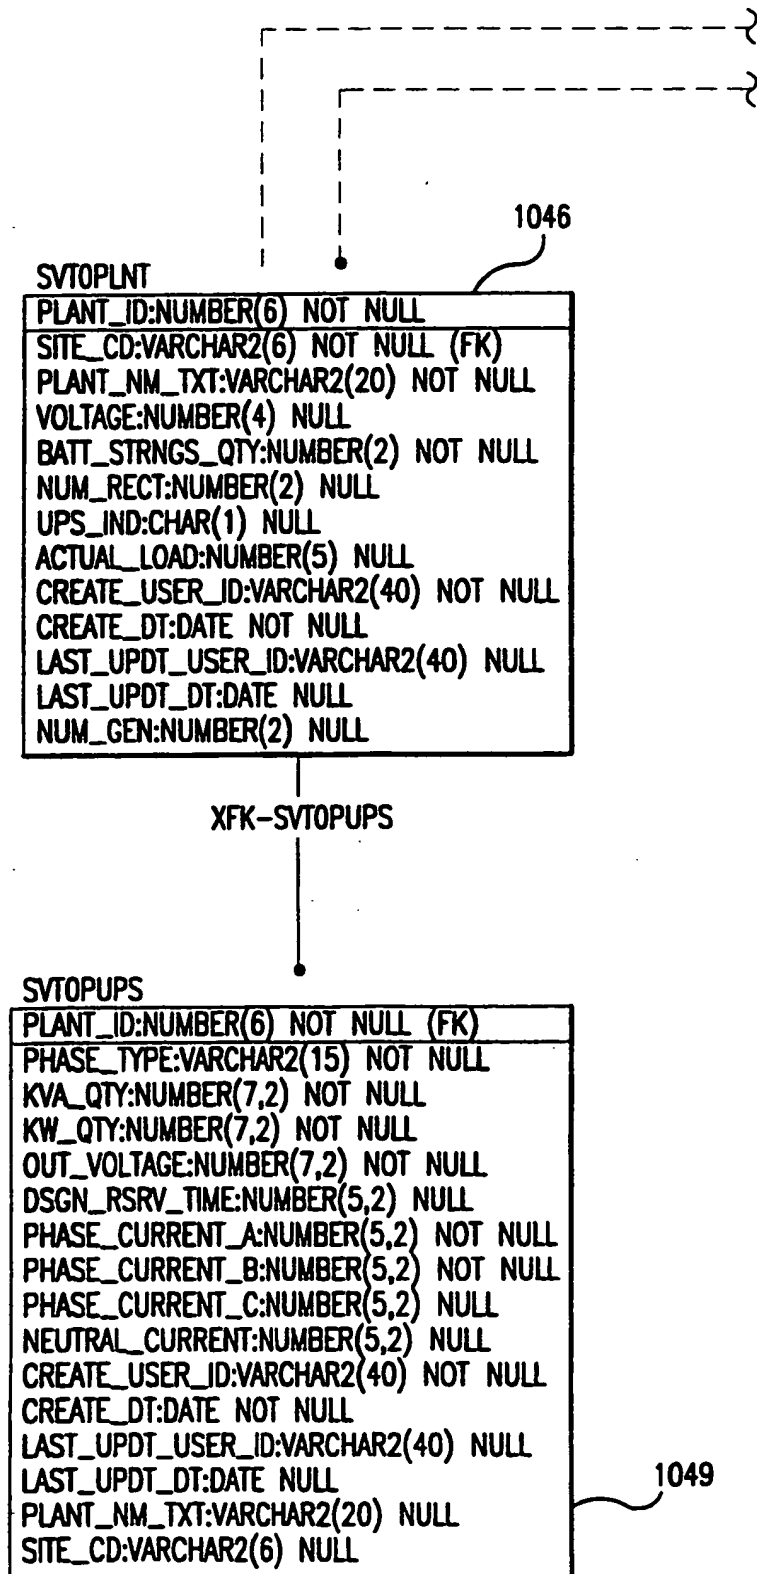 1046
SVTOPLNT
PLANT_ID:NUMBER(6) NOT NULL
SITE_CD:VARCHAR2(6) NOT NULL (FK)
PLANT_NM_TXT:VARCHAR2(20) NOT NULL
VOLTAGE:NUMBER(4) NULL
BATT_STRNGS_QTY:NUMBER(2) NOT NULL
NUM_RECT:NUMBER(2) NULL
UPS_IND:CHAR(1) NULL
ACTUAL_LOAD:NUMBER(5) NULL
CREATE_USER_ID:VARCHAR2(40) NOT NULL
CREATE_DT:DATE NOT NULL
LAST_UPDT_USER_ID:VARCHAR2(40) NULL
LAST_UPDT_DT:DATE NULL
NUM_GEN:NUMBER(2) NULL
XFK-SVTOPUPS
SVTOPUPS
PLANT_ID:NUMBER(6) NOT NULL (FK)
PHASE_TYPE:VARCHAR2(15) NOT NULL
KVA_QTY:NUMBER(7,2) NOT NULL
KW_QTY:NUMBER(7,2) NOT NULL
OUT_VOLTAGE:NUMBER(7,2) NOT NULL
DSGN_RSRV_TIME:NUMBER(5,2) NULL
PHASE_CURRENT_A:NUMBER(5,2) NOT NULL
PHASE_CURRENT_B:NUMBER(5,2) NOT NULL
PHASE_CURRENT_C:NUMBER(5,2) NULL
NEUTRAL_CURRENT:NUMBER(5,2) NULL
CREATE_USER_ID:VARCHAR2(40) NOT NULL
CREATE_DT:DATE NOT NULL
LAST_UPDT_USER_ID:VARCHAR2(40) NULL
LAST_UPDT_DT:DATE NULL
1049
PLANT_NM_TXT:VARCHAR2(20) NULL
SITE_CD:VARCHAR2(6) NULL